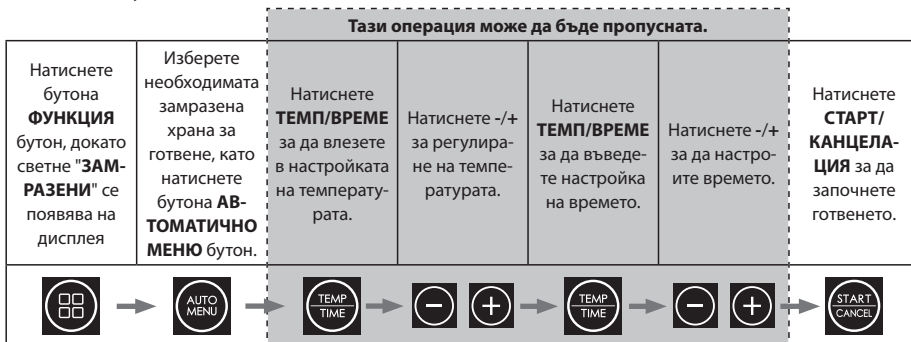 Тази операция може да бъде пропусната.
Натиснете
бутона
ФУНКЦИЯ
бутон, докато
светне "ЗАМ-
РАЗЕНИ" се
появява на
дисплея
Изберете
необходимата
замразена
храна за
готвене, като
натиснете
бутона АВ-
ТОМАТИЧНО
МЕНЮ бутон.
Натиснете
ТЕМП/ВРЕМЕ
за да влезете
в настройката
на температу-
рата.
Натиснете -/+
за регулира-
не на темпе-
ратурата.
Натиснете
ТЕМП/ВРЕМЕ
за да въведе-
те настройка
на времето.
Натиснете -/+
за да настро-
ите времето.
Натиснете
СТАРТ/
КАНЦЕЛА-
ЦИЯ за да
започнете
готвенето.
AUTO
MENU
TEMP
TIME
- +
TEMP
TIME
- +
START
CANCEL